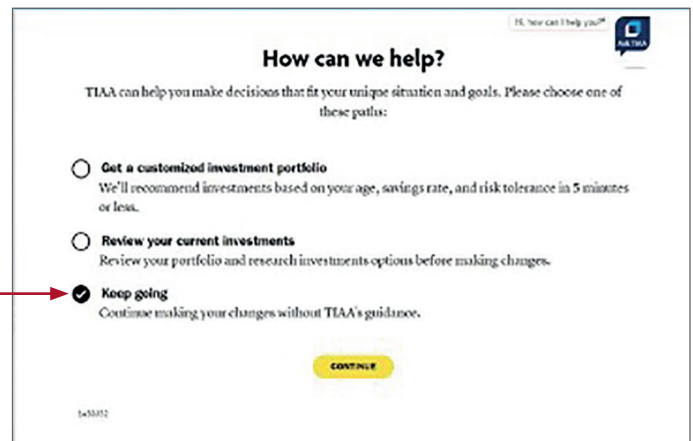 Hi, how can I help you?
How can we help?
TIAA can help you make decisions that fit your unique situation and goals. Please choose one of
these paths:
Get a customized investment portfolio
We'll recommend investments based on your age, savings rate, and risk tolerance in 5 minutes
or less.
Review your current investments
Review your portfolio and research investments options before making changes.
Keep going
Continue making your changes without TIAA's guidance.
CONTINUE